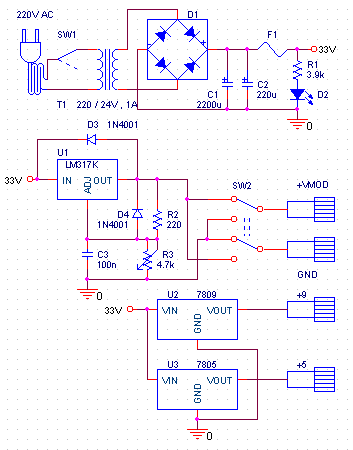 220V AC
D1
SW1
F1
33V
R1
3.9k
C1
2200u
C2
220u
D2
T1 220 / 24V, 1A
0
D3 1N4001
U1
LM317K
33V
IN
ADJ
OUT
SW2
+VMOD
D4
1N4001
R2
220
C3
100n
R3
4.7k
GND
0
U2 7809
+9
33V
VIN
VOUT
GND
U3 7805
+5
VIN
VOUT
GND
0